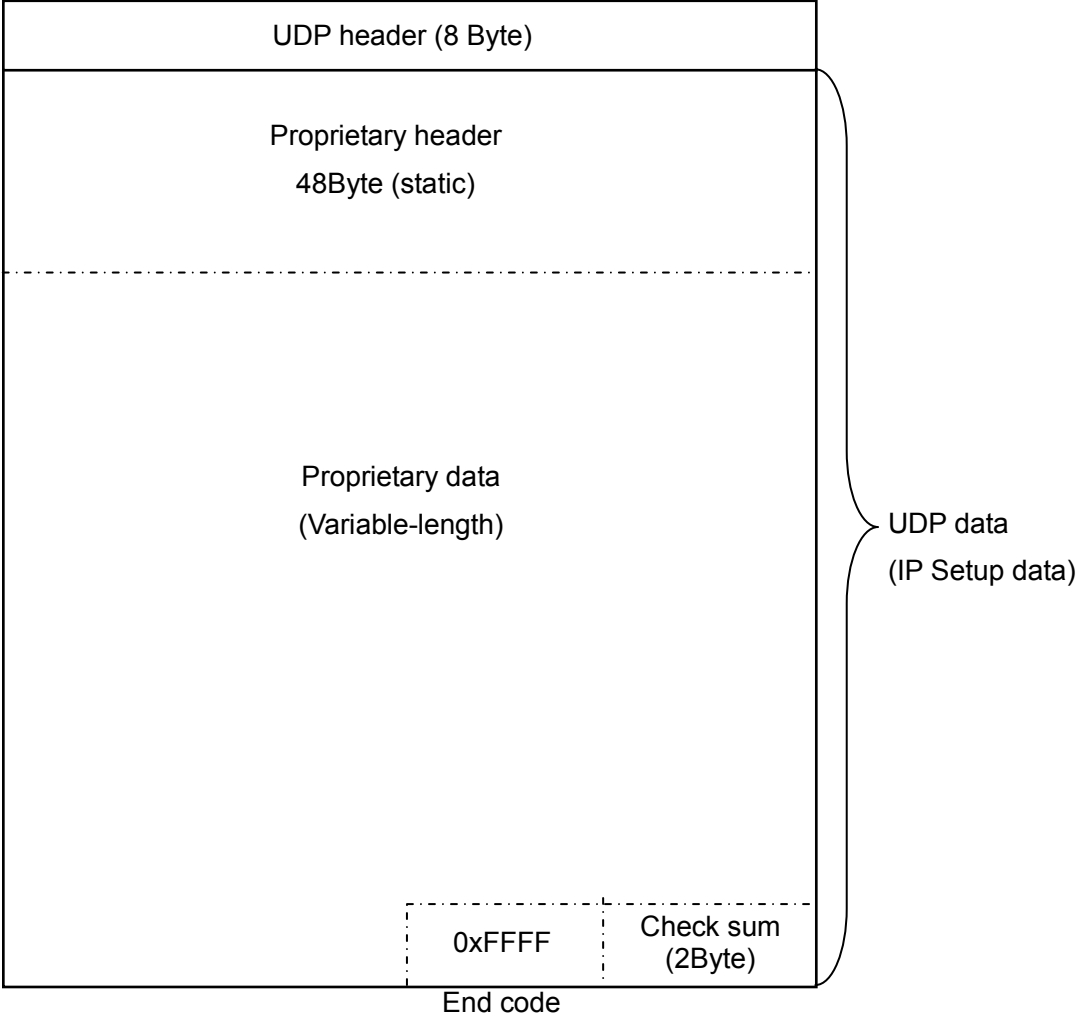 UDP header (8 Byte)
Proprietary header
48Byte (static)
Proprietary data
(Variable-length)
UDP data
(IP Setup data)
0xFFFF
Check sum
(2Byte)
End code